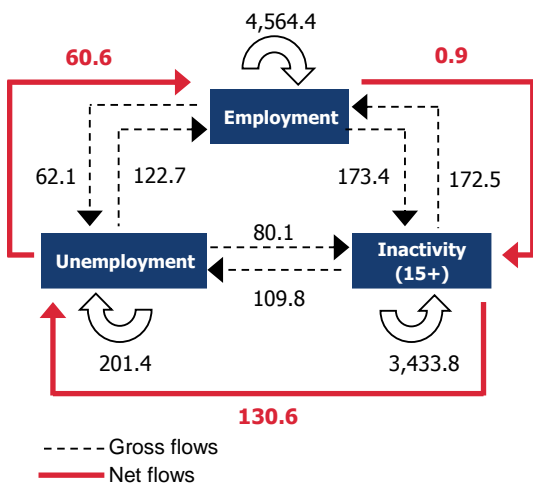 4,564.4
60.6
0.9
Employment
62.1
122.7
173.4
172.5
Unemployment
80.1
Inactivity
(15+)
109.8
201.4
3,433.8
130.6
Gross flows
Net flows